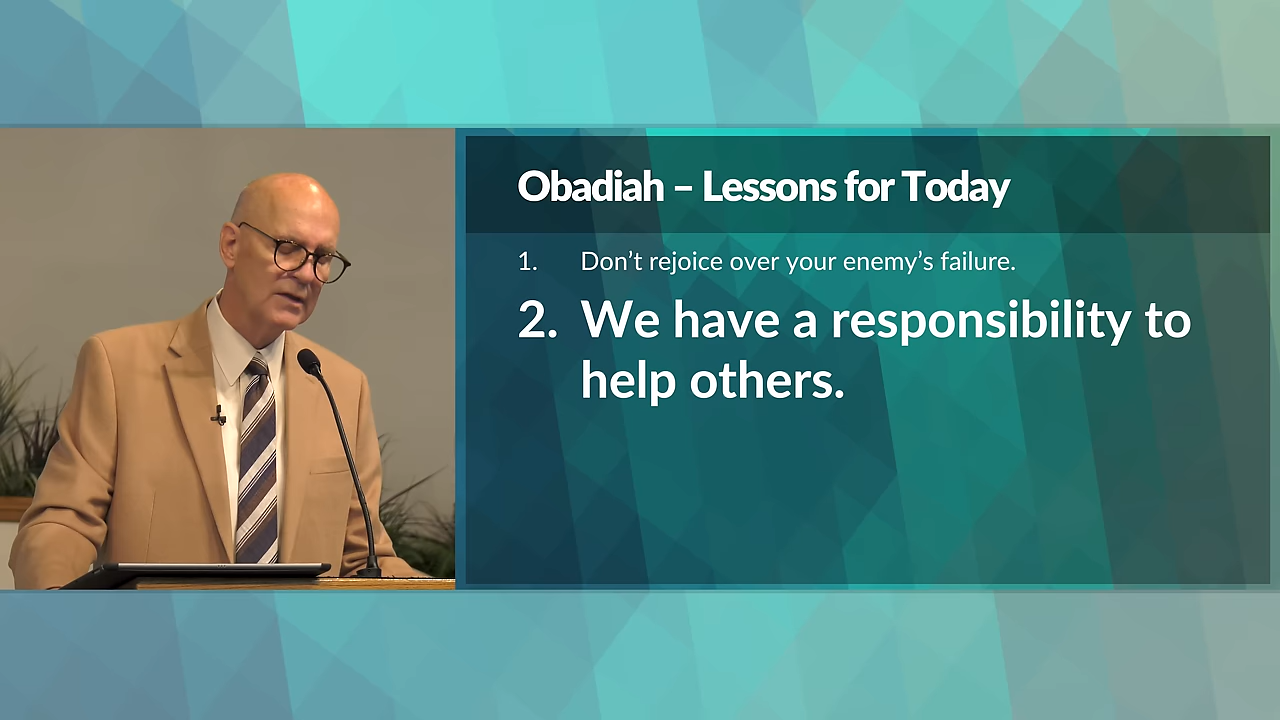 Obadiah – Lessons for Today
1. Don’t rejoice over your enemy’s failure.
2. We have a responsibility to
help others.